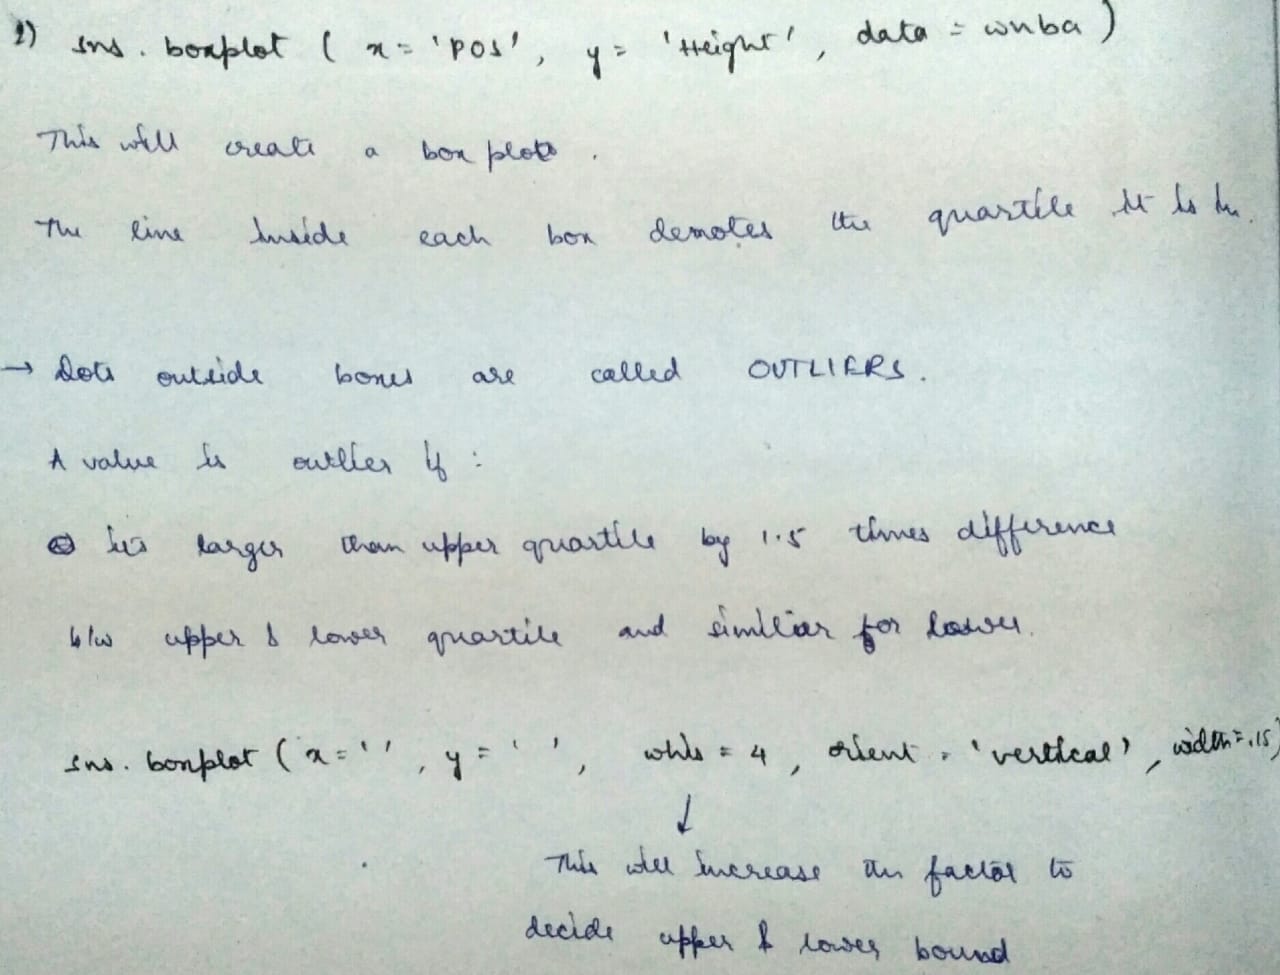 2) sns.boxplot ( x = 'POS', y = 'Height', data = wnba )
This will create a box plot.
The line inside each box denotes the quartile it is in.
→ Dots outside boxes are called OUTLIERS.
A value is outlier if :
its larger than upper quartile by 1.5 times difference
b/w upper & lower quartile and similar for lower.
sns.boxplot ( x = ' ', y = ' ', whis = 4, orient = 'vertical', width = .15)
↓
This will increase the factor to
decide upper & lower bound